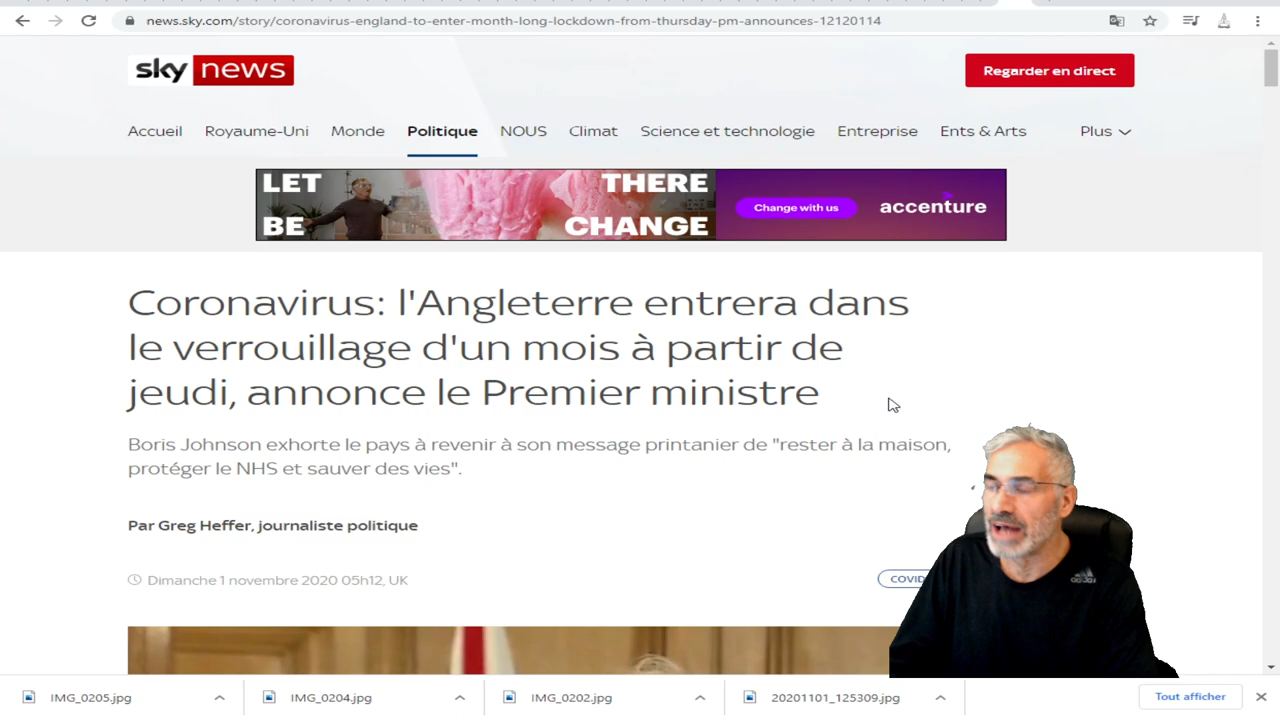 news.sky.com/story/coronavirus-england-to-enter-month-long-lockdown-from-thursday-pm-announces-12120114
sky news
Regarder en direct
Accueil Royaume-Uni Monde Politique NOUS Climat Science et technologie Entreprise Ents & Arts Plus
LET THERE
BE CHANGE
Change with us
accenture
Coronavirus: l'Angleterre entrera dans
le verrouillage d'un mois à partir de
jeudi, annonce le Premier ministre
Boris Johnson exhorte le pays à revenir à son message printanier de "rester à la maison,
protéger le NHS et sauver des vies".
Par Greg Heffer, journaliste politique
Dimanche 1 novembre 2020 05h12, UK
COVID
adidas
IMG_0205.jpg IMG_0204.jpg IMG_0202.jpg 20201101_125309.jpg Tout afficher